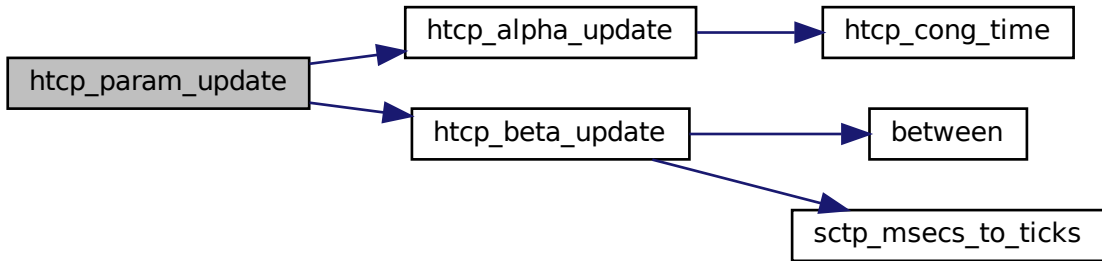 htcp_alpha_update
htcp_cong_time
htcp_param_update
htcp_beta_update
between
sctp_msecs_to_ticks